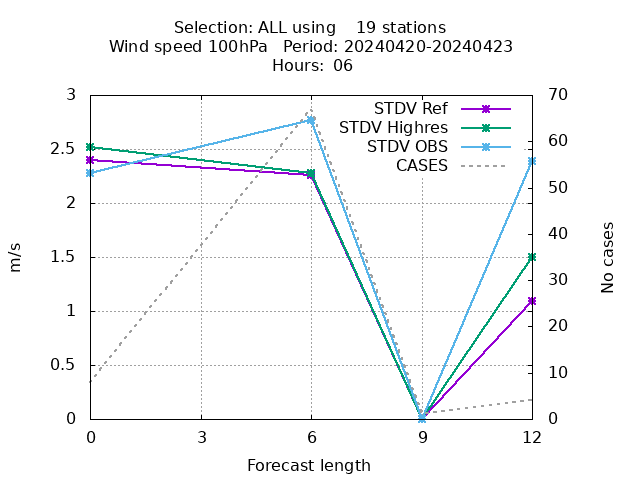 Selection: ALL using    19 stations
Wind speed 100hPa   Period: 20240420-20240423
Hours:  06
3
2.5
2
1.5
1
0.5
0
m/s
70
60
50
40
30
20
10
0
No cases
STDV Ref
STDV Highres
STDV OBS
CASES
0 3 6 9 12
Forecast length